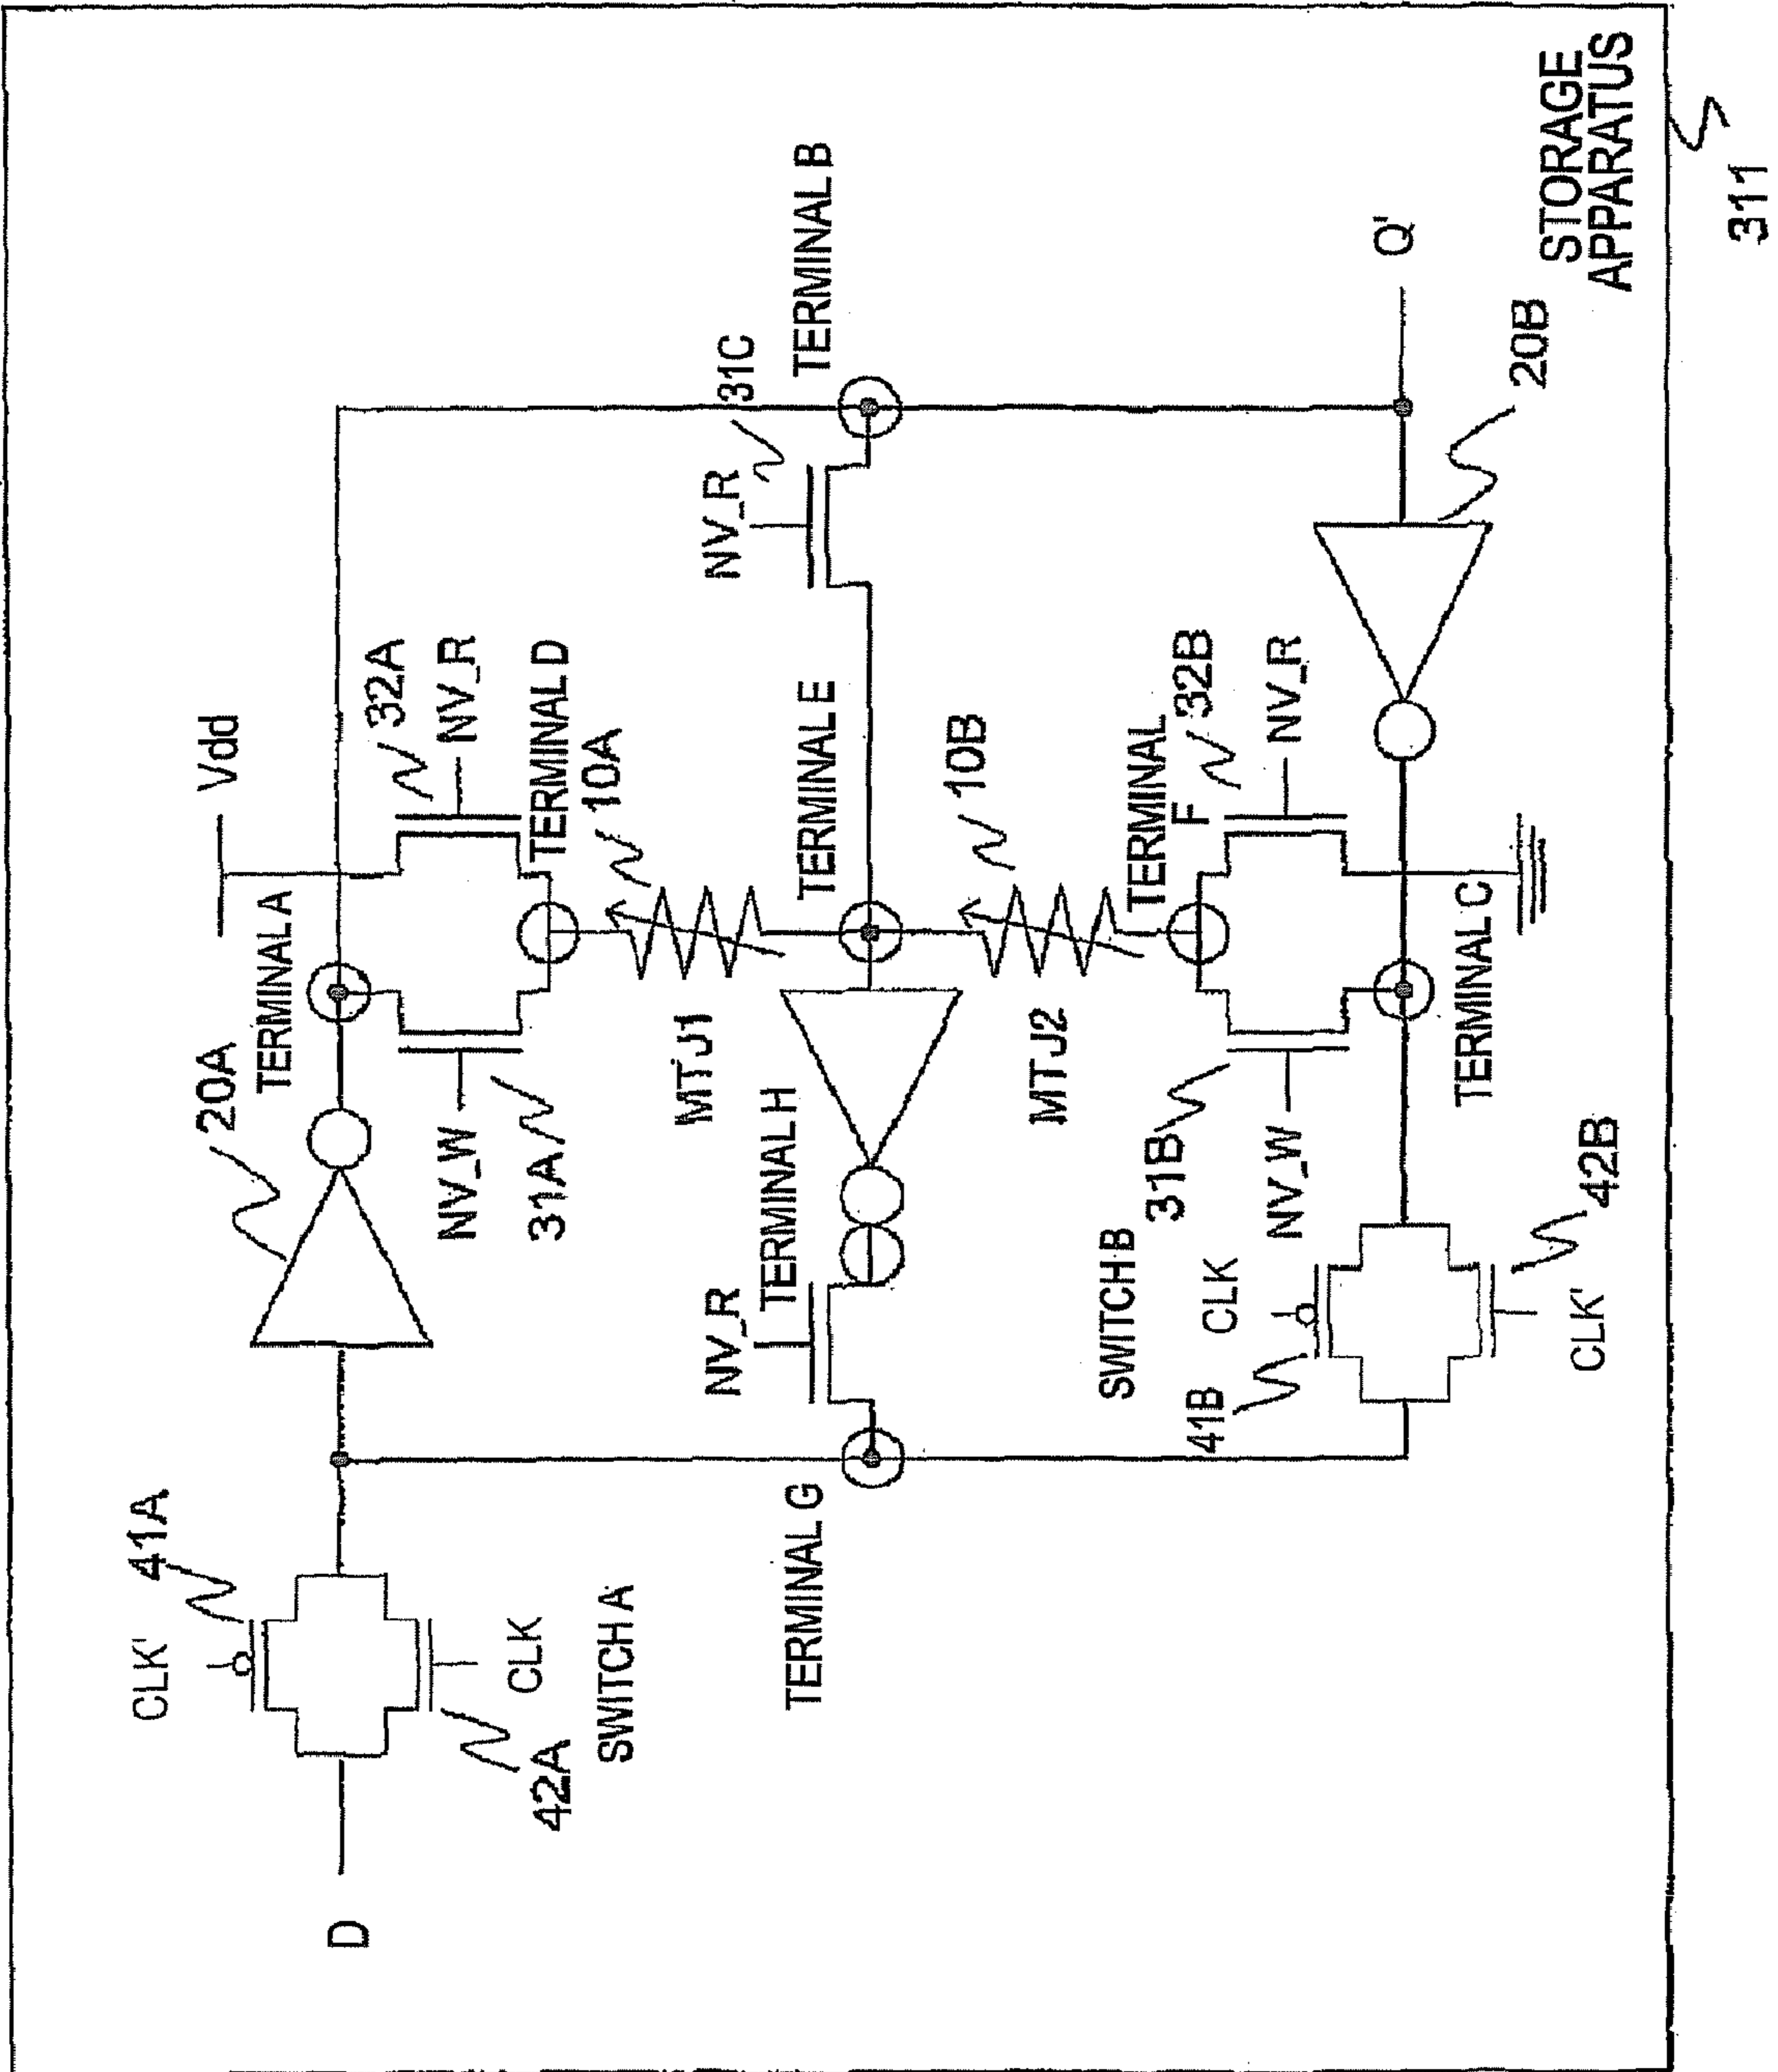 Vdd
20A
TERMINAL A
32A
NV_R
TERMINAL D
CLK'
41A
NV_W
31A
10A
MTJ1
D
CLK
42A
SWITCH A
NV_R
TERMINAL H
TERMINAL E
NV_R
31C
TERMINAL B
TERMINAL G
10B
MTJ2
TERMINAL
F
32B
NV_R
SWITCH B
31B
NV_W
41B
CLK
TERMINAL C
CLK'
42B
20B
Q'
STORAGE
APPARATUS
311